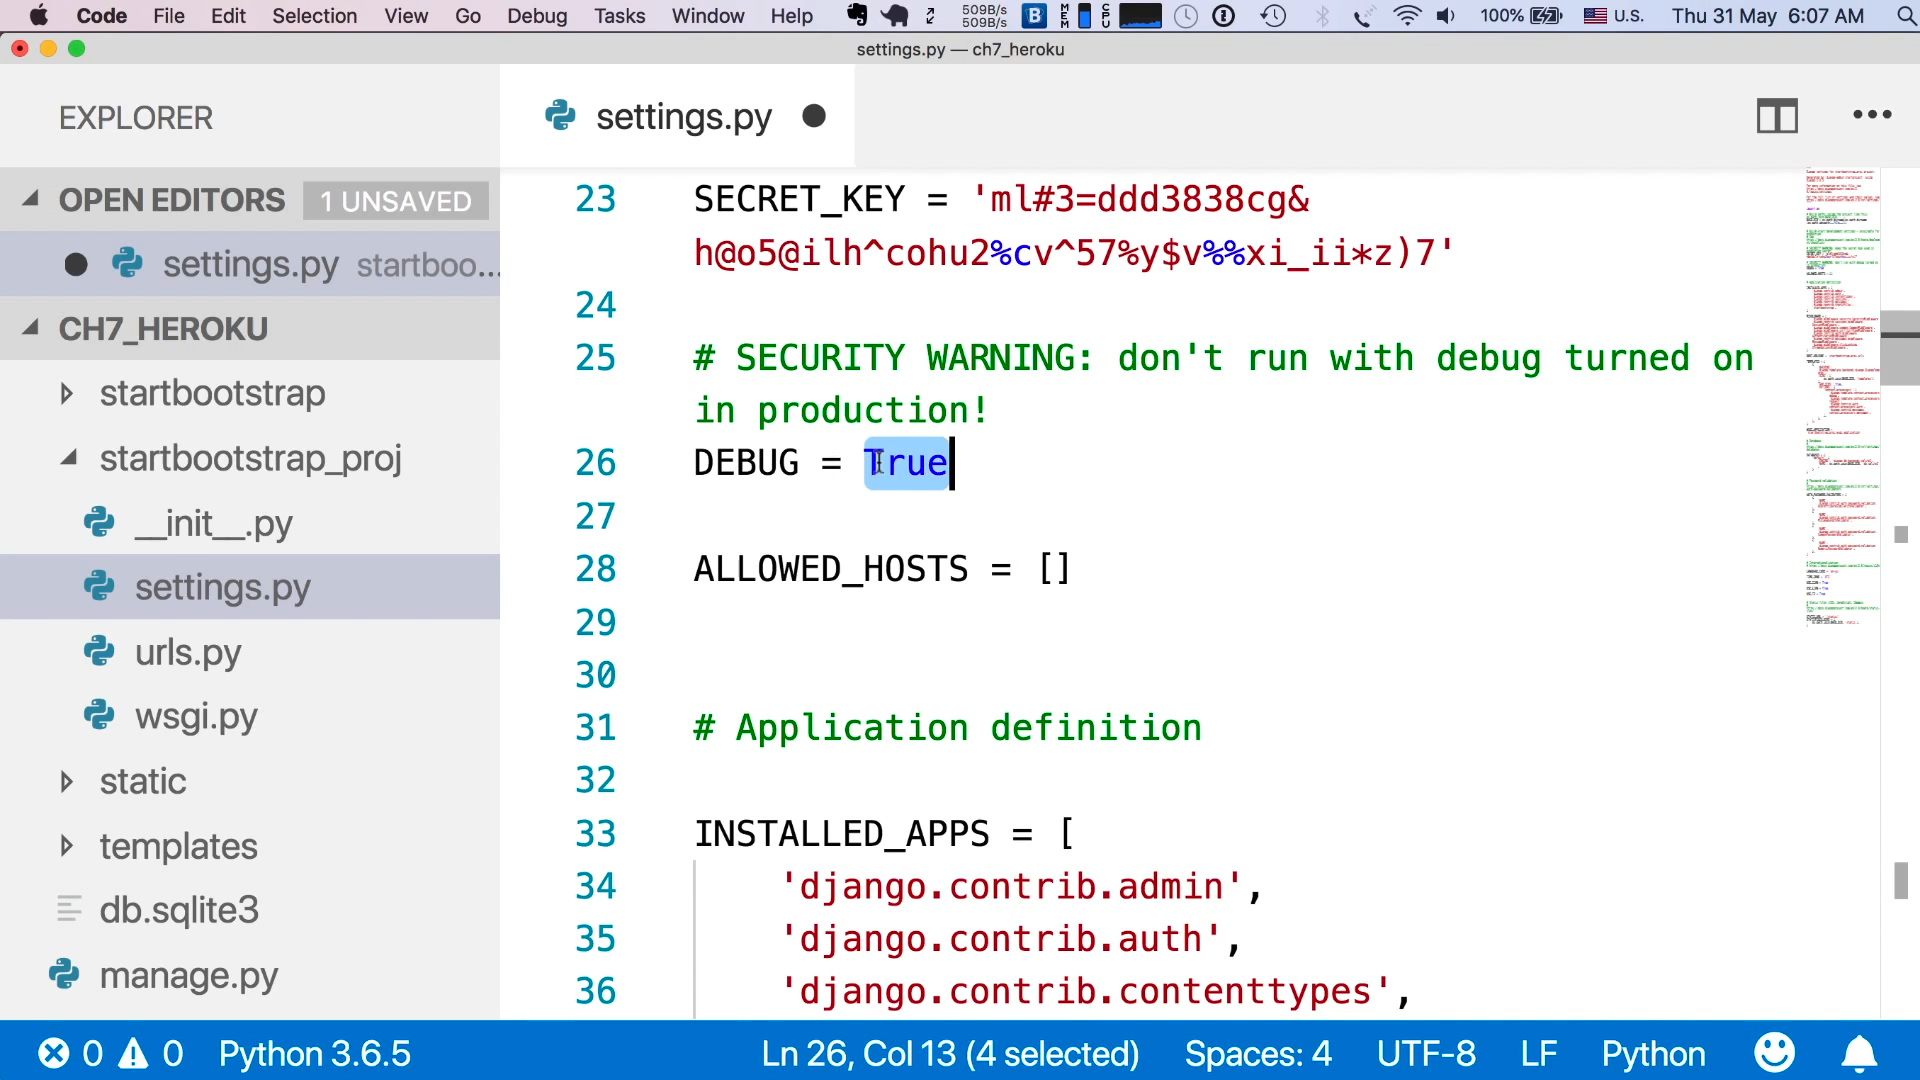 Code File Edit Selection View Go Debug Tasks Window Help 509B/s 509B/s MEM CPU 100% U.S. Thu 31 May 6:07 AM
settings.py — ch7_heroku
EXPLORER
settings.py
OPEN EDITORS 1 UNSAVED
settings.py startboo...
CH7_HEROKU
startbootstrap
startbootstrap_proj
__init__.py
settings.py
urls.py
wsgi.py
static
templates
db.sqlite3
manage.py
23 SECRET_KEY = 'ml#3=ddd3838cg&
h@o5@ilh^cohu2%cv^57%y$v%%xi_ii*z)7'
24
25 # SECURITY WARNING: don't run with debug turned on
in production!
26 DEBUG = True
27
28 ALLOWED_HOSTS = []
29
30
31 # Application definition
32
33 INSTALLED_APPS = [
34 'django.contrib.admin',
35 'django.contrib.auth',
36 'django.contrib.contenttypes',
0 0 Python 3.6.5 Ln 26, Col 13 (4 selected) Spaces: 4 UTF-8 LF Python